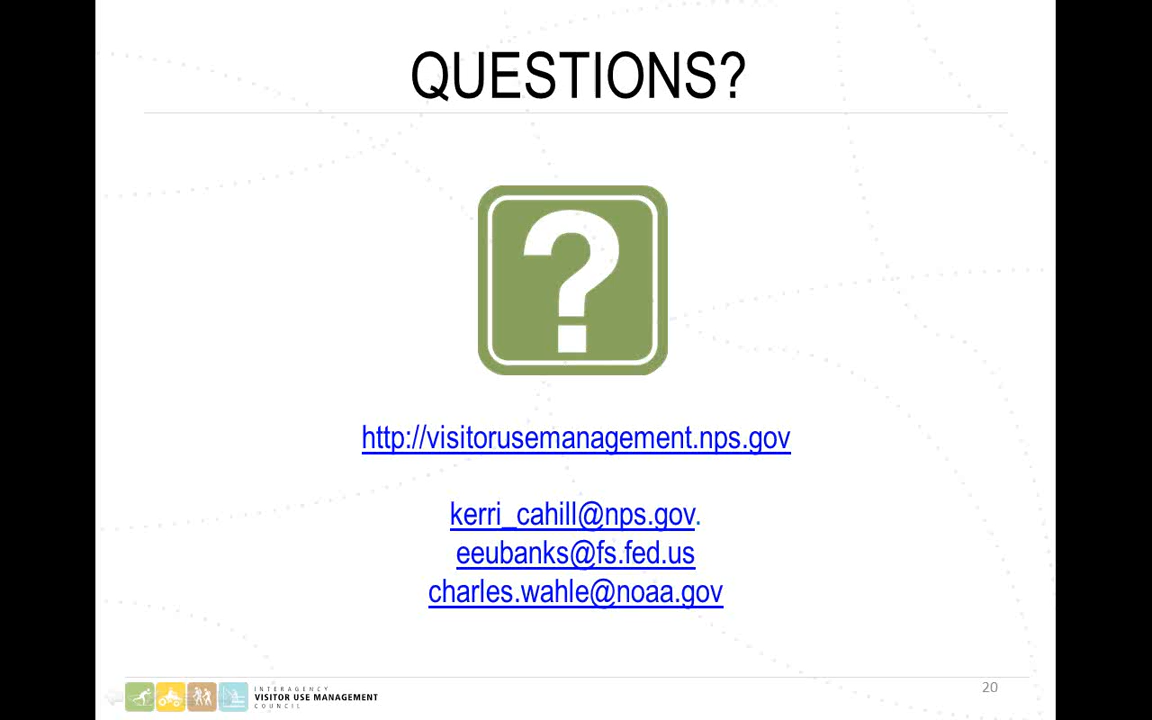 QUESTIONS?
?
http://visitorusemanagement.nps.gov
kerri_cahill@nps.gov.
eeubanks@fs.fed.us
charles.wahle@noaa.gov
INTERAGENCY
VISITOR USE MANAGEMENT
COUNCIL
20